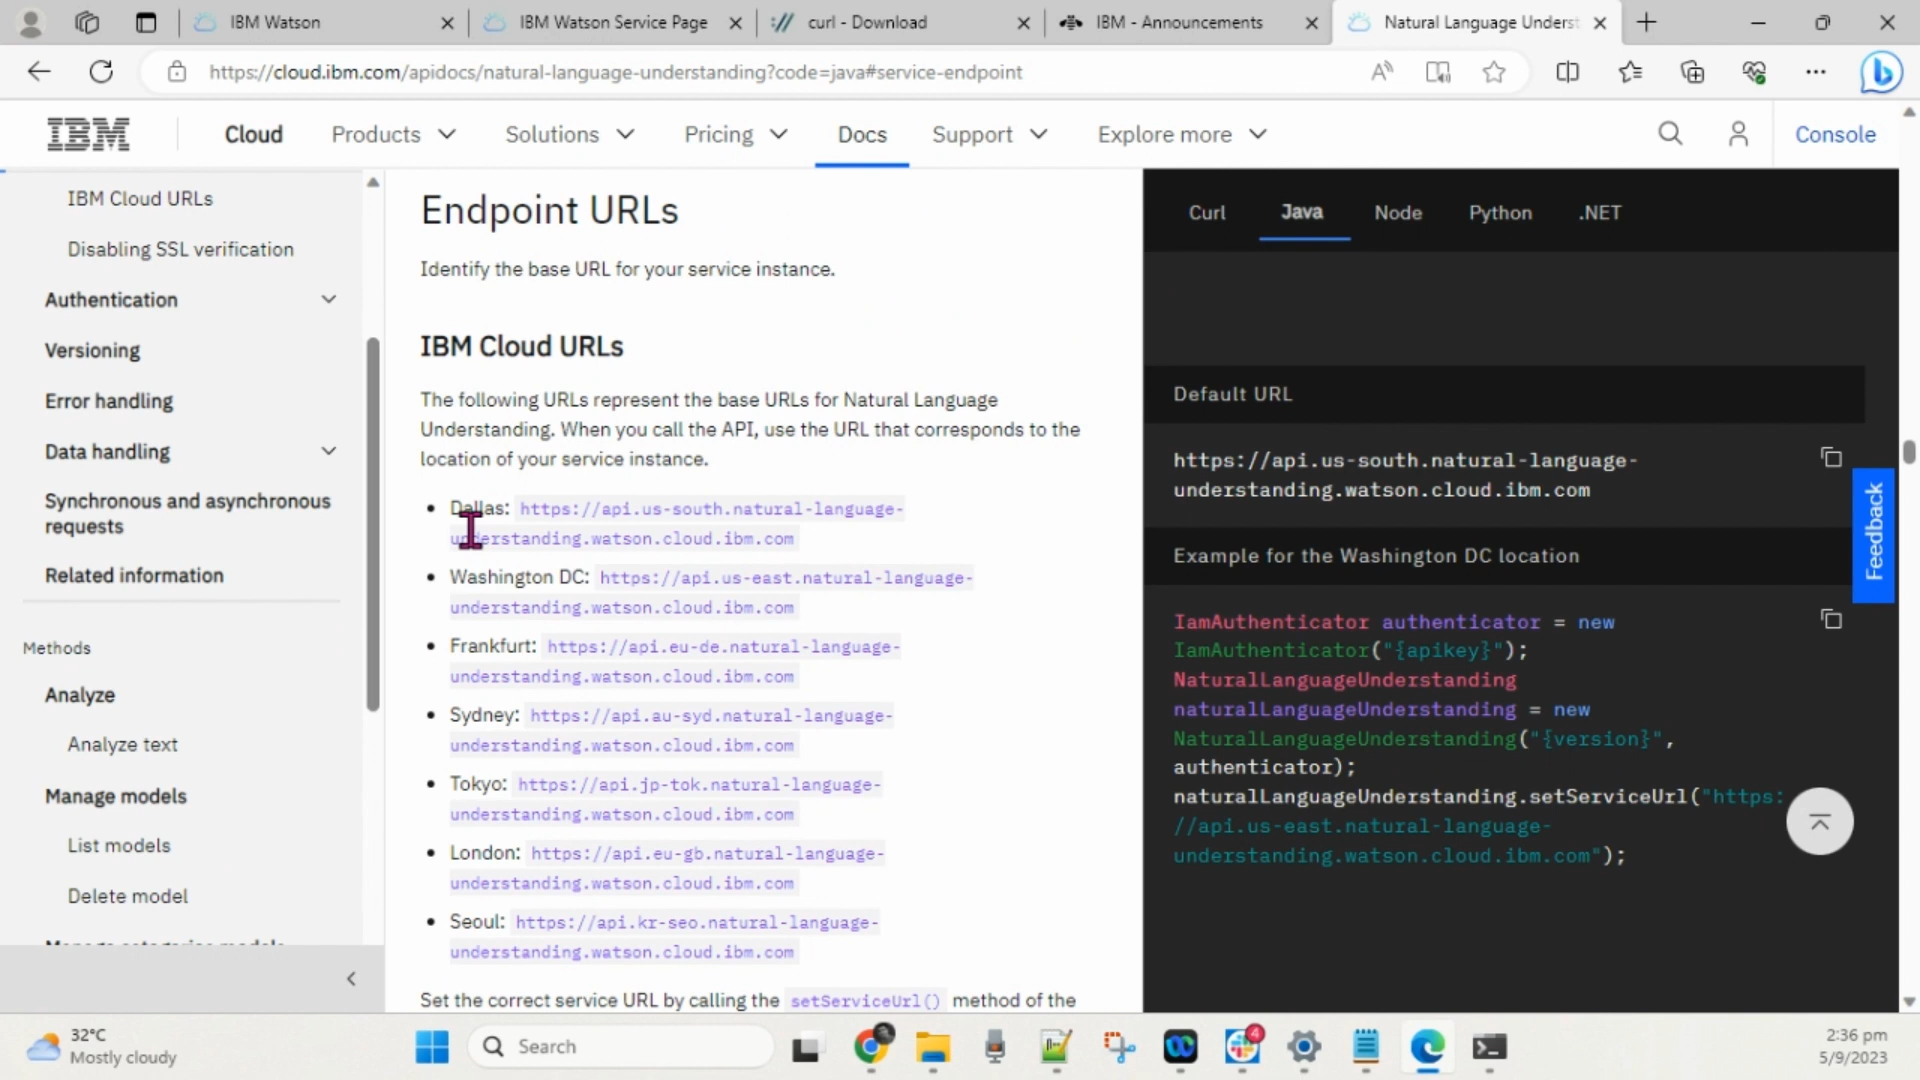 IBM Watson
IBM Watson Service Page
curl - Download
IBM - Announcements
Natural Language Underst
https://cloud.ibm.com/apidocs/natural-language-understanding?code=java#service-endpoint
IBM
Cloud
Products
Solutions
Pricing
Docs
Support
Explore more
Console
IBM Cloud URLs
Disabling SSL verification
Authentication
Versioning
Error handling
Data handling
Synchronous and asynchronous
requests
Related information
Methods
Analyze
Analyze text
Manage models
List models
Delete model
Endpoint URLs
Identify the base URL for your service instance.
IBM Cloud URLs
The following URLs represent the base URLs for Natural Language
Understanding. When you call the API, use the URL that corresponds to the
location of your service instance.
Dallas: https://api.us-south.natural-language-
understanding.watson.cloud.ibm.com
Washington DC: https://api.us-east.natural-language-
understanding.watson.cloud.ibm.com
Frankfurt: https://api.eu-de.natural-language-
understanding.watson.cloud.ibm.com
Sydney: https://api.au-syd.natural-language-
understanding.watson.cloud.ibm.com
Tokyo: https://api.jp-tok.natural-language-
understanding.watson.cloud.ibm.com
London: https://api.eu-gb.natural-language-
understanding.watson.cloud.ibm.com
Seoul: https://api.kr-seo.natural-language-
understanding.watson.cloud.ibm.com
Set the correct service URL by calling the setServiceUrl() method of the
Curl
Java
Node
Python
.NET
Default URL
https://api.us-south.natural-language-
understanding.watson.cloud.ibm.com
Example for the Washington DC location
IamAuthenticator authenticator = new
IamAuthenticator("{apikey}");
NaturalLanguageUnderstanding
naturalLanguageUnderstanding = new
NaturalLanguageUnderstanding("{version}",
authenticator);
naturalLanguageUnderstanding.setServiceUrl("https:
//api.us-east.natural-language-
understanding.watson.cloud.ibm.com");
Feedback
32°C
Mostly cloudy
Search
4
2:36 pm
5/9/2023